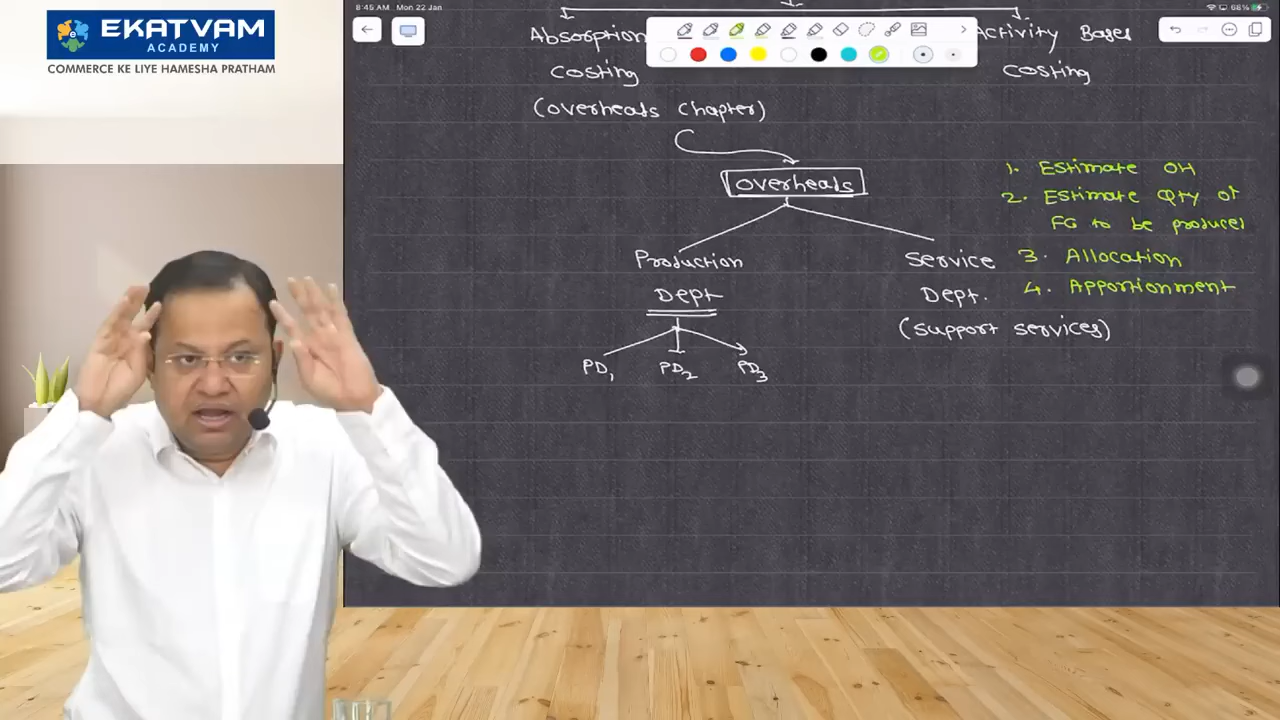 EKATVAM
ACADEMY
COMMERCE KE LIYE HAMESHA PRATHAM
8:45 AM Mon 22 Jan
68%
Absorption
Costing
(overheads chapter)
Activity Based
Costing
overheads
Production
Dept
PD1
PD2
PD3
Service
Dept.
(support services)
1. Estimate OH
2. Estimate Qty of
FG to be produced
3. Allocation
4. Apportionment